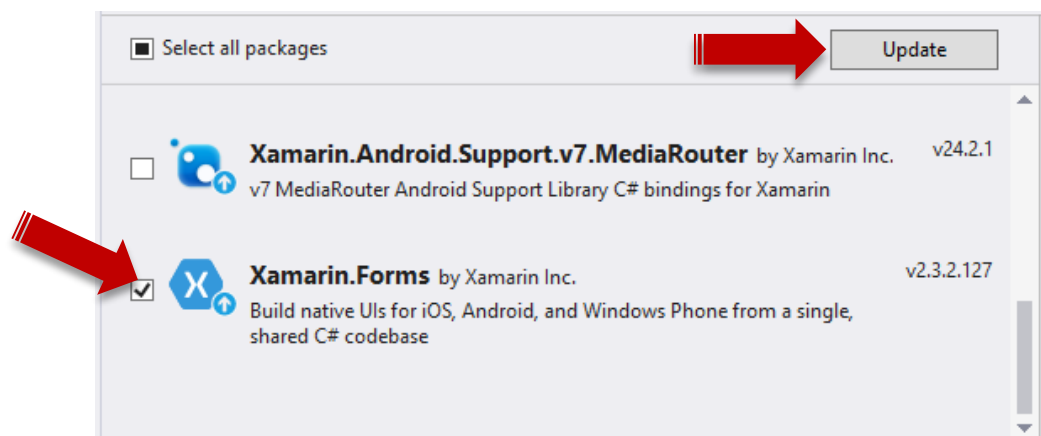 Select all packages
Update
Xamarin.Android.Support.v7.MediaRouter by Xamarin Inc. v24.2.1
v7 MediaRouter Android Support Library C# bindings for Xamarin
Xamarin.Forms by Xamarin Inc. v2.3.2.127
Build native UIs for iOS, Android, and Windows Phone from a single,
shared C# codebase